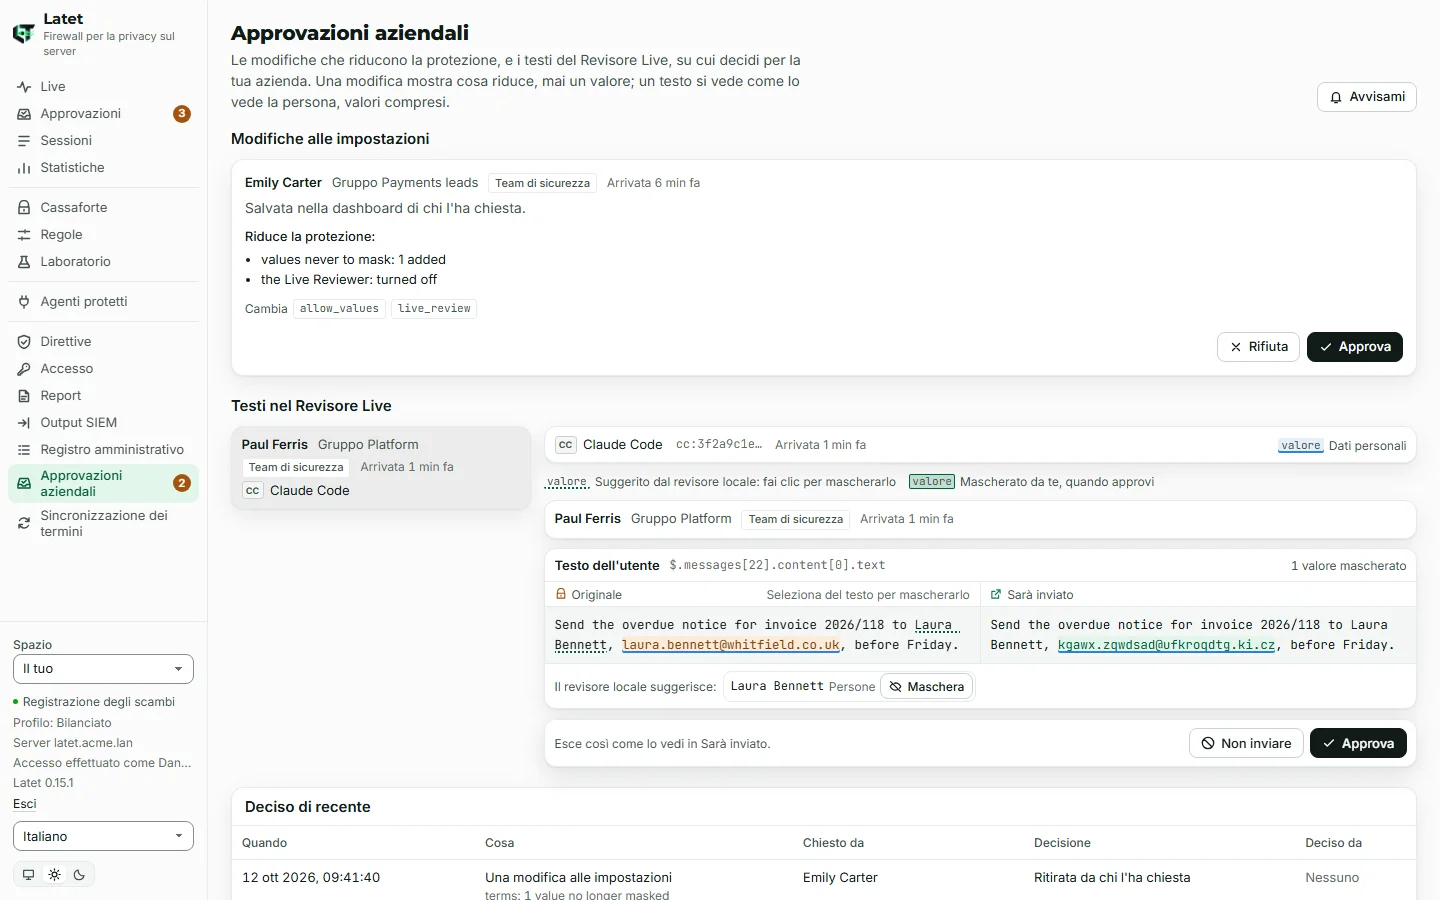 Latet
Firewall per la privacy sul
server
Live
Approvazioni 3
Sessioni
Statistiche
Cassaforte
Regole
Laboratorio
Agenti protetti
Direttive
Accesso
Report
Output SIEM
Registro amministrativo
Approvazioni
aziendali 2
Sincronizzazione dei
termini
Spazio
Il tuo
Registrazione degli scambi
Profilo: Bilanciato
Server latet.acme.lan
Accesso effettuato come Dan...
Latet 0.15.1
Esci
Italiano
Approvazioni aziendali
Le modifiche che riducono la protezione, e i testi del Revisore Live, su cui decidi per la
tua azienda. Una modifica mostra cosa riduce, mai un valore; un testo si vede come lo
vede la persona, valori compresi.
Avvisami
Modifiche alle impostazioni
Emily Carter Gruppo Payments leads Team di sicurezza Arrivata 6 min fa
Salvata nella dashboard di chi l'ha chiesta.
Riduce la protezione:
• values never to mask: 1 added
• the Live Reviewer: turned off
Cambia allow_values live_review
Rifiuta Approva
Testi nel Revisore Live
Paul Ferris Gruppo Platform
Team di sicurezza Arrivata 1 min fa
CC Claude Code
CC Claude Code cc:3f2a9c1e… Arrivata 1 min fa valore Dati personali
valore Suggerito dal revisore locale: fai clic per mascherarlo valore Mascherato da te, quando approvi
Paul Ferris Gruppo Platform Team di sicurezza Arrivata 1 min fa
Testo dell'utente $.messages[22].content[0].text 1 valore mascherato
Originale Seleziona del testo per mascherarlo
Send the overdue notice for invoice 2026/118 to Laura
Bennett, laura.bennett@whitfield.co.uk, before Friday.
Sarà inviato
Send the overdue notice for invoice 2026/118 to Laura
Bennett, kgawx.zqwdsad@ufkroqdtg.ki.cz, before Friday.
Il revisore locale suggerisce: Laura Bennett Persone Maschera
Esce così come lo vedi in Sarà inviato. Non inviare Approva
Deciso di recente
Quando Cosa Chiesto da Decisione Deciso da
12 ott 2026, 09:41:40 Una modifica alle impostazioni Emily Carter Ritirata da chi l'ha chiesta Nessuno
terms: 1 value no longer masked